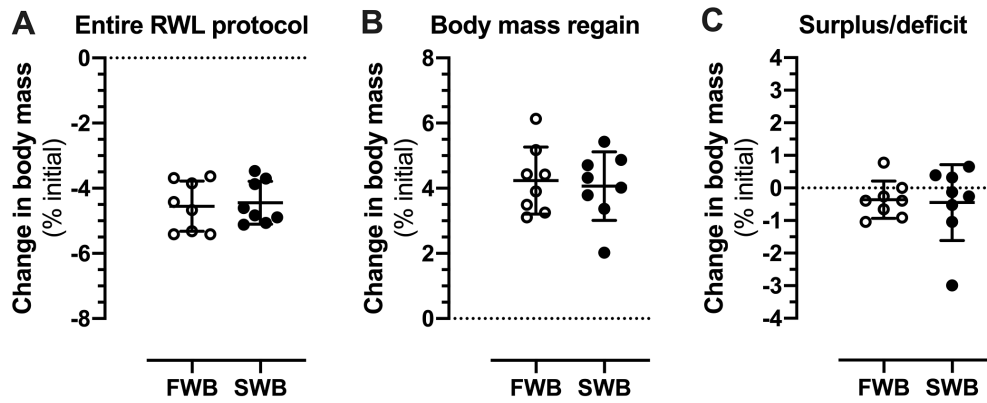 A Entire RWL protocol
Change in body mass
(% initial)
0
-2
-4
-6
-8
FWB SWB
B Body mass regain
Change in body mass
(% initial)
8
6
4
2
0
FWB SWB
C Surplus/deficit
Change in body mass
(% initial)
4
3
2
1
0
-1
-2
-3
-4
FWB SWB